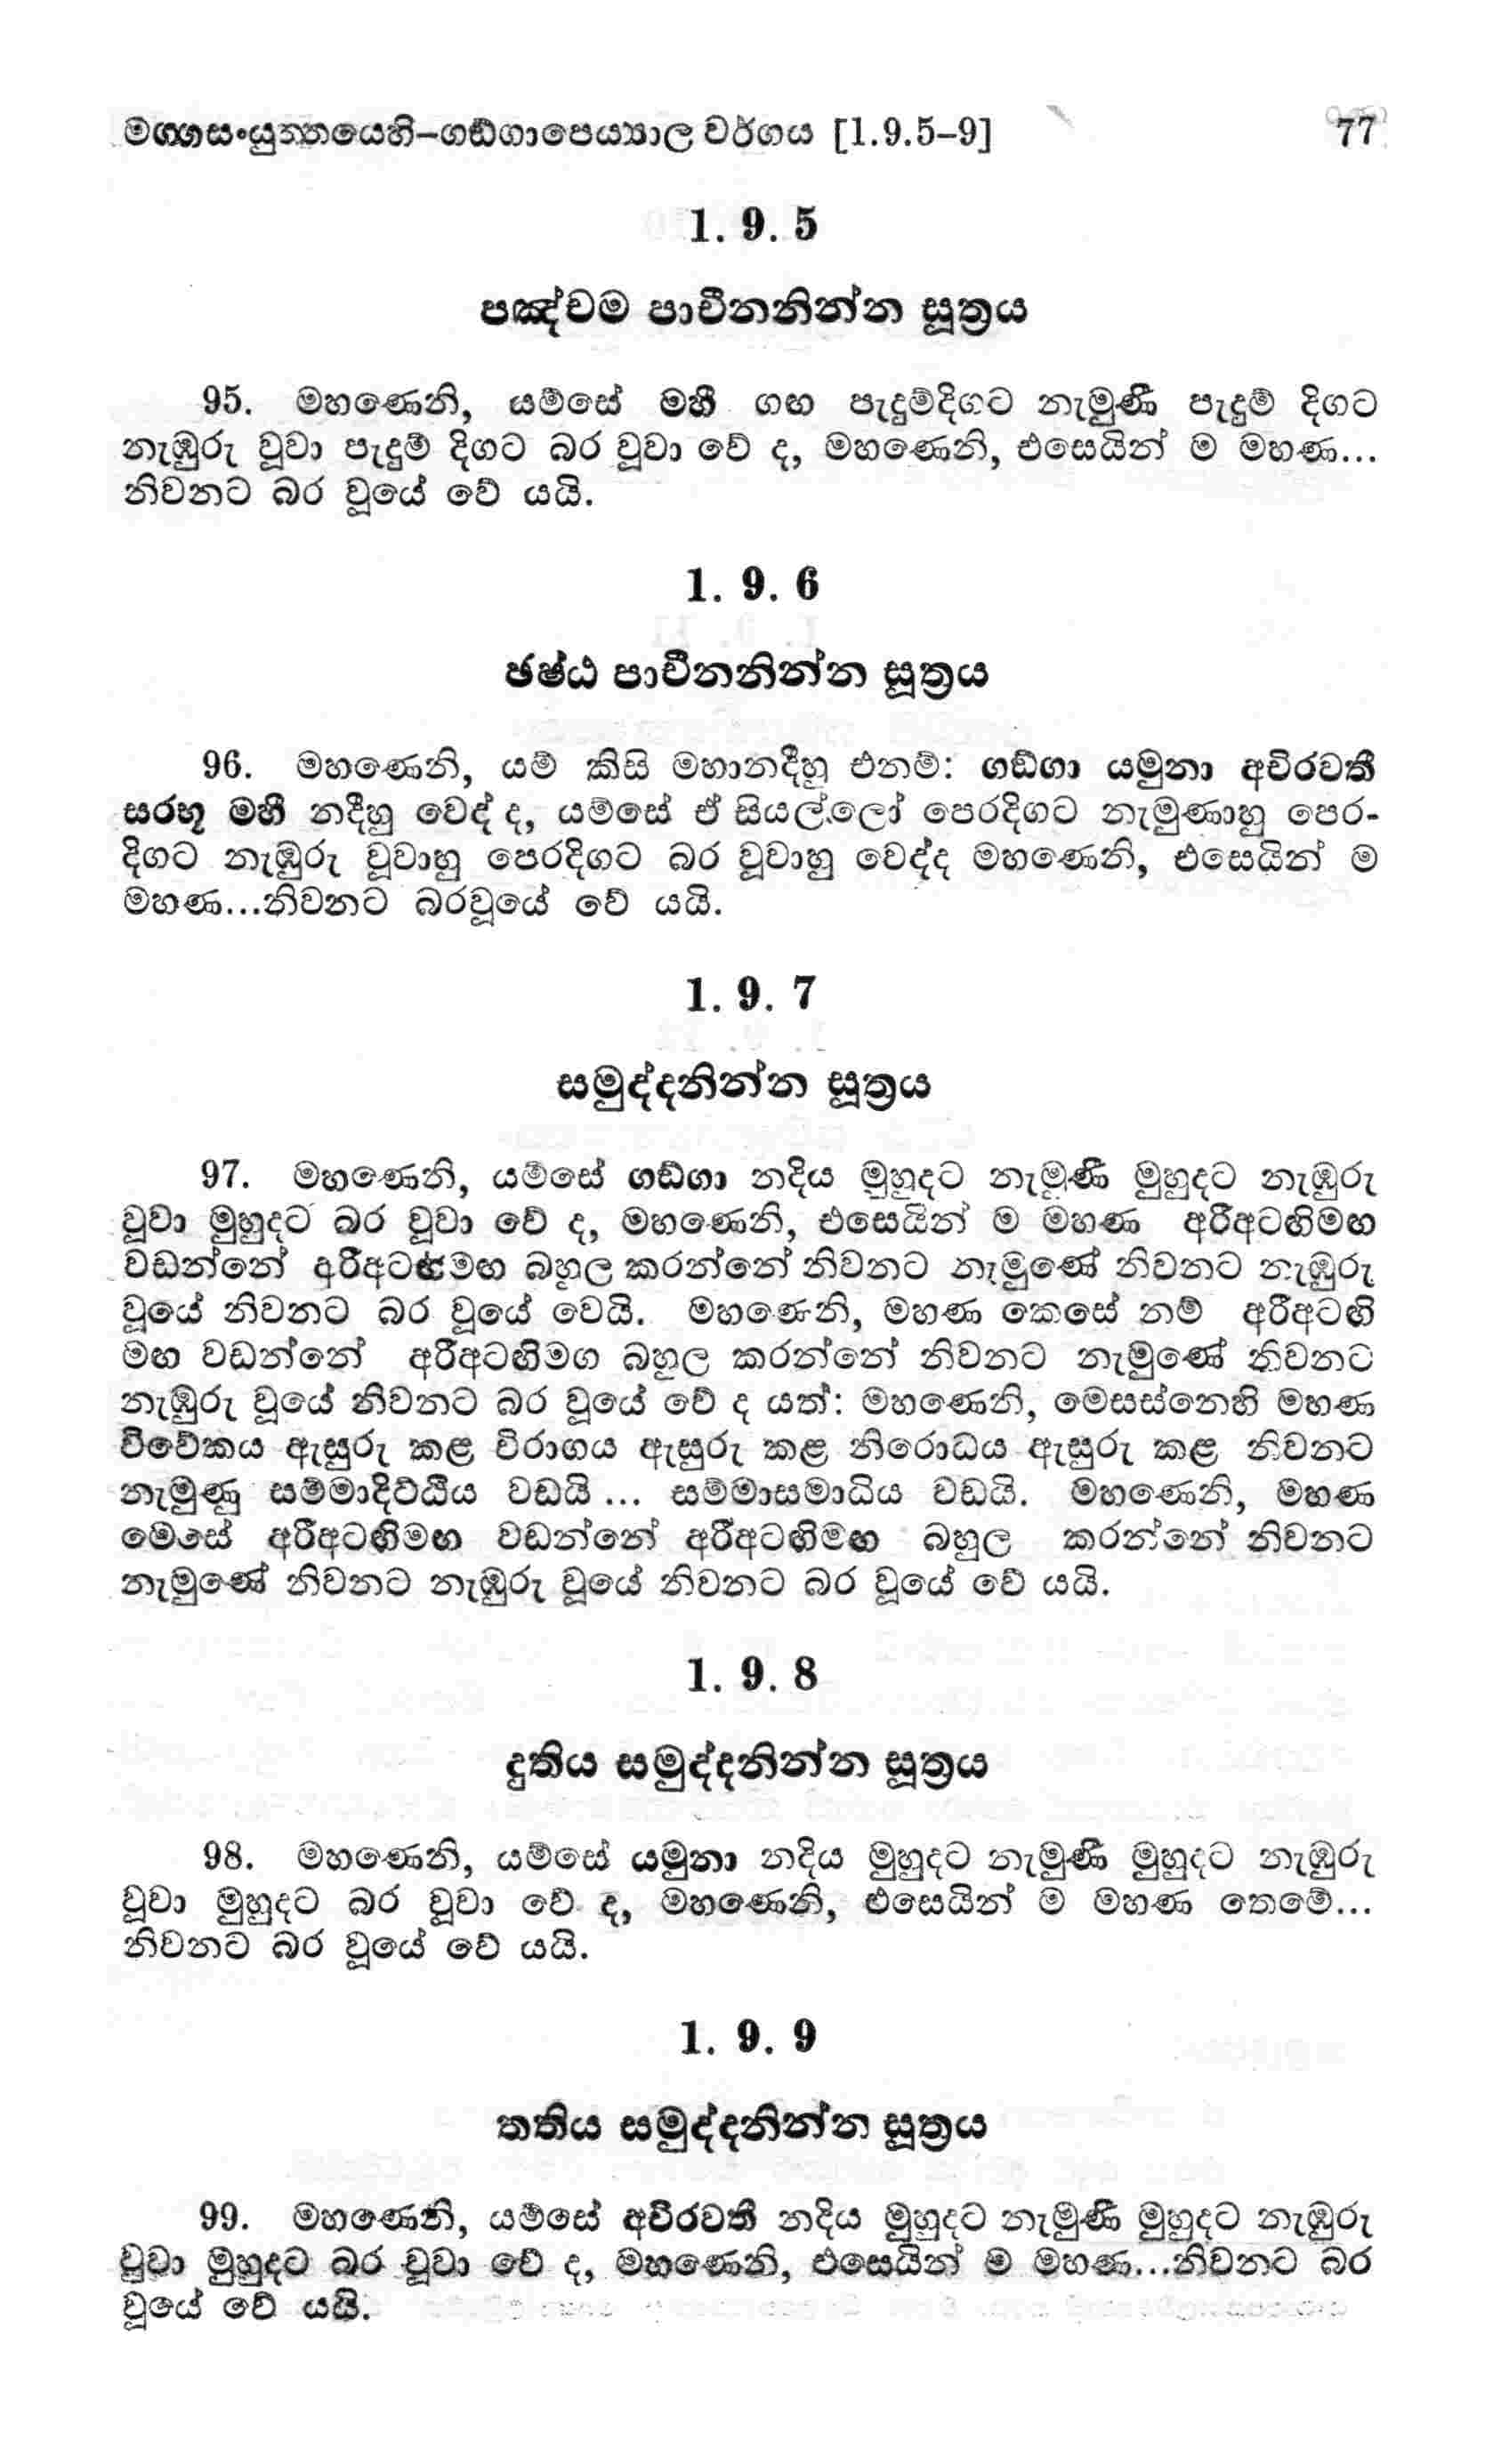 මග්ගසංයුත්තයෙහි–ගඞ්ගාපෙය්‍යාල වර්ගය [1.9.5–9] 77
1. 9. 5
පඤ්චම පාචීනනින්න සූත්‍රය
95. මහණෙනි, යම්සේ මහී ගඟ පැදුම්දිගට නැමුණී පැදුම් දිගට
නැඹුරු වූවා පැදුම් දිගට බර වූවා වේ ද, මහණෙනි, එසෙයින් ම මහණ...
නිවනට බර වූයේ වේ යයි.
1. 9. 6
ඡෂ්ඨ පාචීනනින්න සූත්‍රය
96. මහණෙනි, යම් කිසි මහානදීහු එනම්: ගඞ්ගා යමුනා අචිරවතී
සරභූ මහී නදීහු වෙද් ද, යම්සේ ඒ සියල්ලෝ පෙරදිගට නැමුණාහු පෙර-
දිගට නැඹුරු වූවාහු පෙරදිගට බර වූවාහු වෙද්ද මහණෙනි, එසෙයින් ම
මහණ...නිවනට බරවූයේ වේ යයි.
1. 9. 7
සමුද්දනින්න සූත්‍රය
97. මහණෙනි, යම්සේ ගඞ්ගා නදිය මුහුදට නැමුණී මුහුදට නැඹුරු
වූවා මුහුදට බර වූවා වේ ද, මහණෙනි, එසෙයින් ම මහණ අරීඅටඟිමඟ
වඩන්නේ බහුල කරන්නේ නිවනට නැමුණේ නිවනට නැඹුරු
වූයේ නිවනට බර වූයේ වෙයි. මහණෙනි, මහණ කෙසේ නම් අරීඅටඟි
මඟ වඩන්නේ අරීඅටඟිමග බහුල කරන්නේ නිවනට නැමුණේ නිවනට
නැඹුරු වූයේ නිවනට බර වූයේ වේ ද යත්: මහණෙනි, මෙසස්නෙහි මහණ
විවේකය ඇසුරු කළ විරාගය ඇසුරු කළ නිරොධය ඇසුරු කළ නිවනට
නැමුණු සම්මාදිට්ඨිය වඩයි ... සම්මාසමාධිය වඩයි. මහණෙනි, මහණ
මෙසේ අරීඅටඟිමඟ වඩන්නේ අරීඅටඟිමඟ බහුල කරන්නේ නිවනට
නැමුණේ නිවනට නැඹුරු වූයේ නිවනට බර වූයේ වේ යයි.
1. 9. 8
දුතිය සමුද්දනින්න සූත්‍රය
98. මහණෙනි, යම්සේ යමුනා නදිය මුහුදට නැමුණී මුහුදට නැඹුරු
වූවා මුහුදට බර වූවා වේ ද, මහණෙනි, එසෙයින් ම මහණ තෙමේ...
නිවනට බර වූයේ වේ යයි.
1. 9. 9
තතිය සමුද්දනින්න සූත්‍රය
99. මහණෙනි, යම්සේ අචිරවතී නදිය මුහුදට නැමුණී මුහුදට නැඹුරු
වූවා මුහුදට බර වූවා වේ ද, මහණෙනි, එසෙයින් ම මහණ...නිවනට බර
වූයේ වේ යයි.